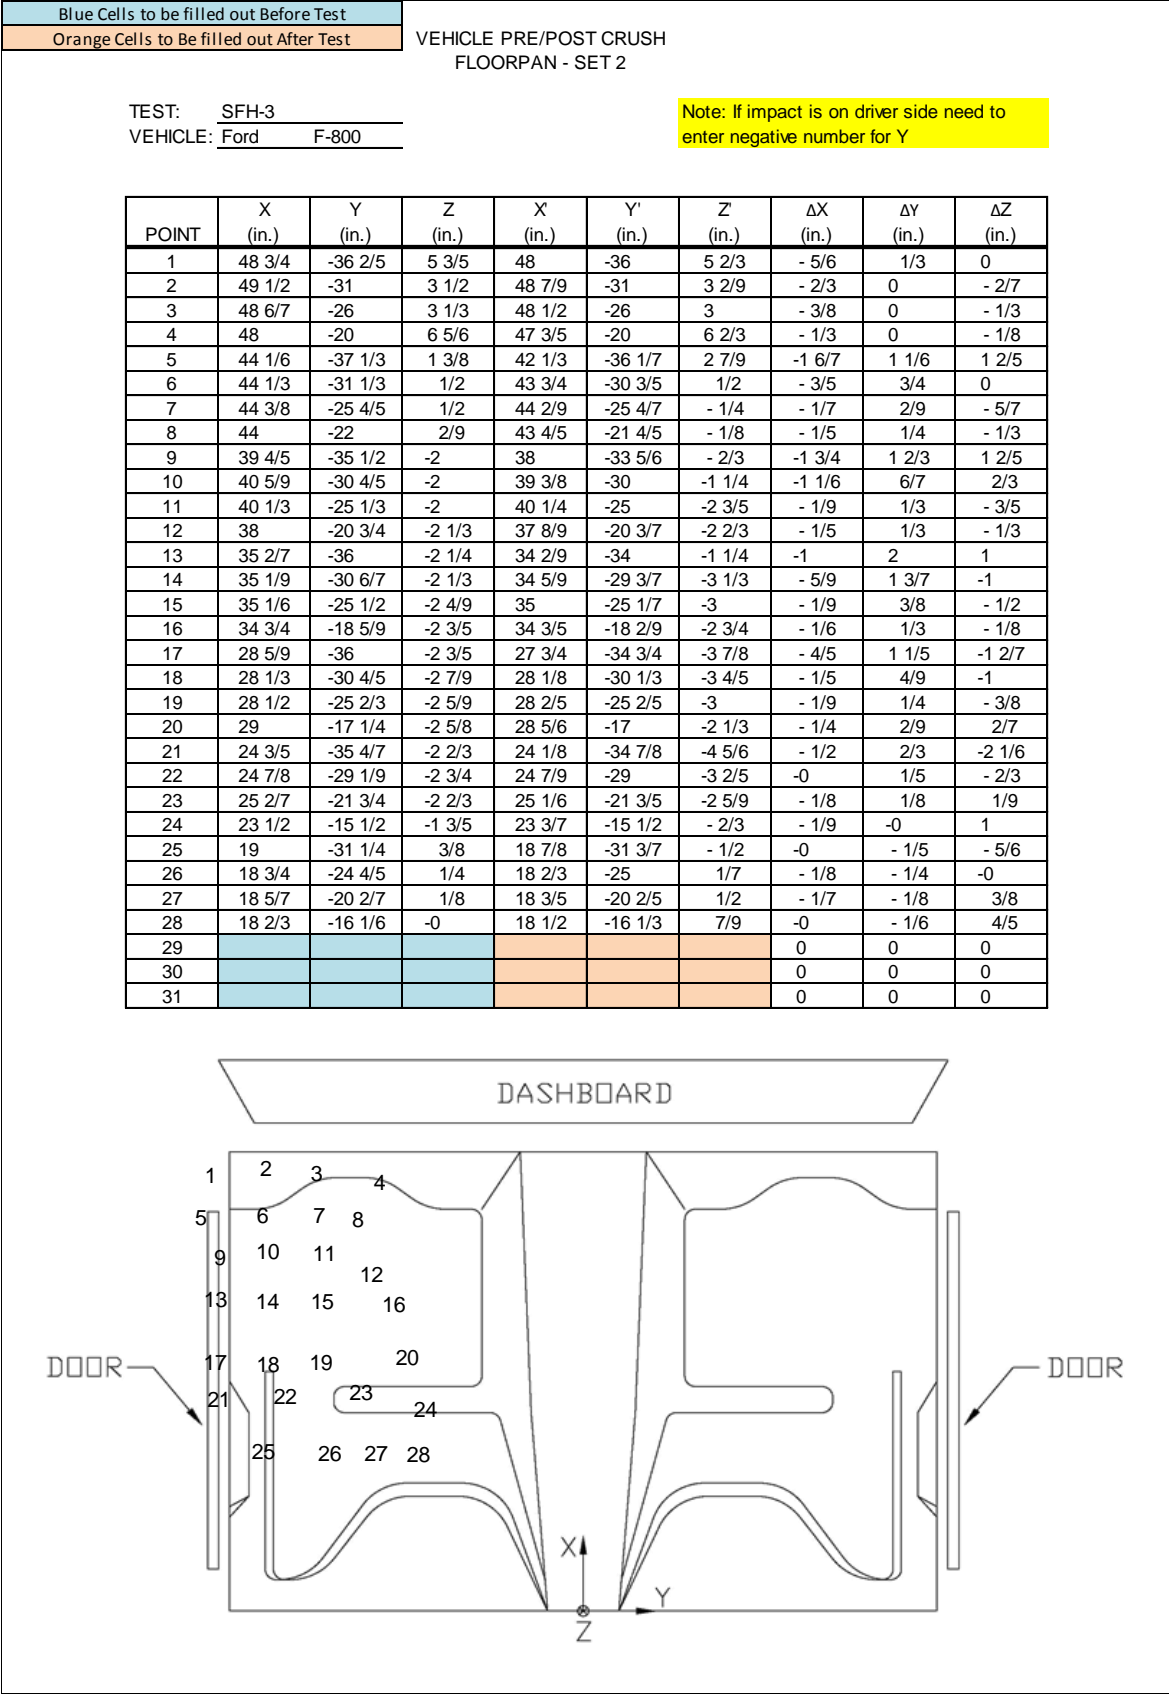 Blue Cells to be filled out Before Test
Orange Cells to Be filled out After Test
VEHICLE PRE/POST CRUSH
FLOORPAN - SET 2
TEST: SFH-3
VEHICLE: Ford F-800
Note: If impact is on driver side need to
enter negative number for Y
X Y Z X' Y' Z' ΔX ΔY ΔZ
POINT (in.) (in.) (in.) (in.) (in.) (in.) (in.) (in.) (in.)
1 48 3/4 -36 2/5 5 3/5 48 -36 5 2/3 - 5/6 1/3 0
2 49 1/2 -31 3 1/2 48 7/9 -31 3 2/9 - 2/3 0 - 2/7
3 48 6/7 -26 3 1/3 48 1/2 -26 3 - 3/8 0 - 1/3
4 48 -20 6 5/6 47 3/5 -20 6 2/3 - 1/3 0 - 1/8
5 44 1/6 -37 1/3 1 3/8 42 1/3 -36 1/7 2 7/9 -1 6/7 1 1/6 1 2/5
6 44 1/3 -31 1/3 1/2 43 3/4 -30 3/5 1/2 - 3/5 3/4 0
7 44 3/8 -25 4/5 1/2 44 2/9 -25 4/7 - 1/4 - 1/7 2/9 - 5/7
8 44 -22 2/9 43 4/5 -21 4/5 - 1/8 - 1/5 1/4 - 1/3
9 39 4/5 -35 1/2 -2 38 -33 5/6 - 2/3 -1 3/4 1 2/3 1 2/5
10 40 5/9 -30 4/5 -2 39 3/8 -30 -1 1/4 -1 1/6 6/7 2/3
11 40 1/3 -25 1/3 -2 40 1/4 -25 -2 3/5 - 1/9 1/3 - 3/5
12 38 -20 3/4 -2 1/3 37 8/9 -20 3/7 -2 2/3 - 1/5 1/3 - 1/3
13 35 2/7 -36 -2 1/4 34 2/9 -34 -1 1/4 -1 2 1
14 35 1/9 -30 6/7 -2 1/3 34 5/9 -29 3/7 -3 1/3 - 5/9 1 3/7 -1
15 35 1/6 -25 1/2 -2 4/9 35 -25 1/7 -3 - 1/9 3/8 - 1/2
16 34 3/4 -18 5/9 -2 3/5 34 3/5 -18 2/9 -2 3/4 - 1/6 1/3 - 1/8
17 28 5/9 -36 -2 3/5 27 3/4 -34 3/4 -3 7/8 - 4/5 1 1/5 -1 2/7
18 28 1/3 -30 4/5 -2 7/9 28 1/8 -30 1/3 -3 4/5 - 1/5 4/9 -1
19 28 1/2 -25 2/3 -2 5/9 28 2/5 -25 2/5 -3 - 1/9 1/4 - 3/8
20 29 -17 1/4 -2 5/8 28 5/6 -17 -2 1/3 - 1/4 2/9 2/7
21 24 3/5 -35 4/7 -2 2/3 24 1/8 -34 7/8 -4 5/6 - 1/2 2/3 -2 1/6
22 24 7/8 -29 1/9 -2 3/4 24 7/9 -29 -3 2/5 -0 1/5 - 2/3
23 25 2/7 -21 3/4 -2 2/3 25 1/6 -21 3/5 -2 5/9 - 1/8 1/8 1/9
24 23 1/2 -15 1/2 -1 3/5 23 3/7 -15 1/2 - 2/3 - 1/9 -0 1
25 19 -31 1/4 3/8 18 7/8 -31 3/7 - 1/2 -0 - 1/5 - 5/6
26 18 3/4 -24 4/5 1/4 18 2/3 -25 1/7 - 1/8 - 1/4 -0
27 18 5/7 -20 2/7 1/8 18 3/5 -20 2/5 1/2 - 1/7 - 1/8 3/8
28 18 2/3 -16 1/6 -0 18 1/2 -16 1/3 7/9 -0 - 1/6 4/5
29 0 0 0
30 0 0 0
31 0 0 0
DASHBOARD
1 2 3 4
5 6 7 8
9 10 11
12
13 14 15 16
17 18 19 20
DOOR DOOR
21 22 23
24
25 26 27 28
X
Y
Z